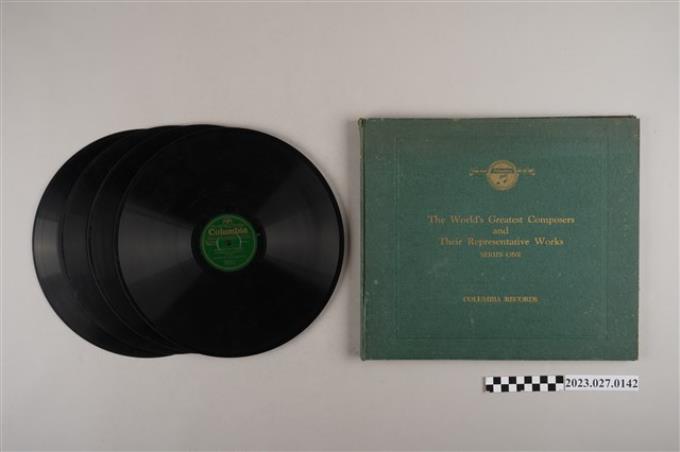 Columbia
The World's Greatest Composers
and
Their Representative Works
SERIES ONE
COLUMBIA RECORDS
2023.027.0142